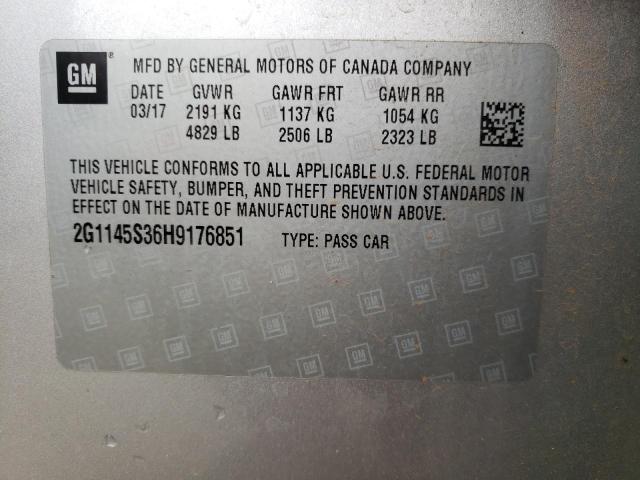 GM ®
MFD BY GENERAL MOTORS OF CANADA COMPANY
DATE GVWR GAWR FRT GAWR RR
03/17 2191 KG 1137 KG 1054 KG
4829 LB 2506 LB 2323 LB
THIS VEHICLE CONFORMS TO ALL APPLICABLE U.S. FEDERAL MOTOR
VEHICLE SAFETY, BUMPER, AND THEFT PREVENTION STANDARDS IN
EFFECT ON THE DATE OF MANUFACTURE SHOWN ABOVE.
2G1145S36H9176851 TYPE: PASS CAR